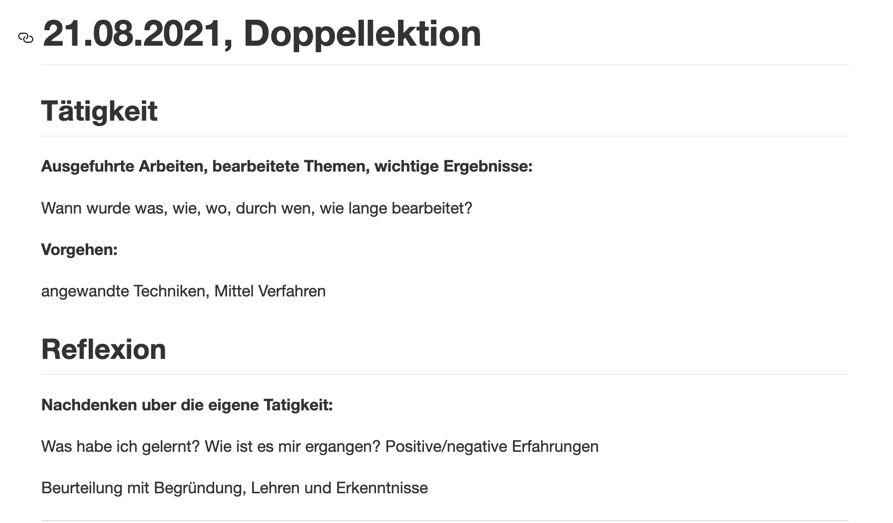 21.08.2021, Doppellektion
Tätigkeit
Ausgefuhrte Arbeiten, bearbeitete Themen, wichtige Ergebnisse:
Wann wurde was, wie, wo, durch wen, wie lange bearbeitet?
Vorgehen:
angewandte Techniken, Mittel Verfahren
Reflexion
Nachdenken uber die eigene Tatigkeit:
Was habe ich gelernt? Wie ist es mir ergangen? Positive/negative Erfahrungen
Beurteilung mit Begründung, Lehren und Erkenntnisse